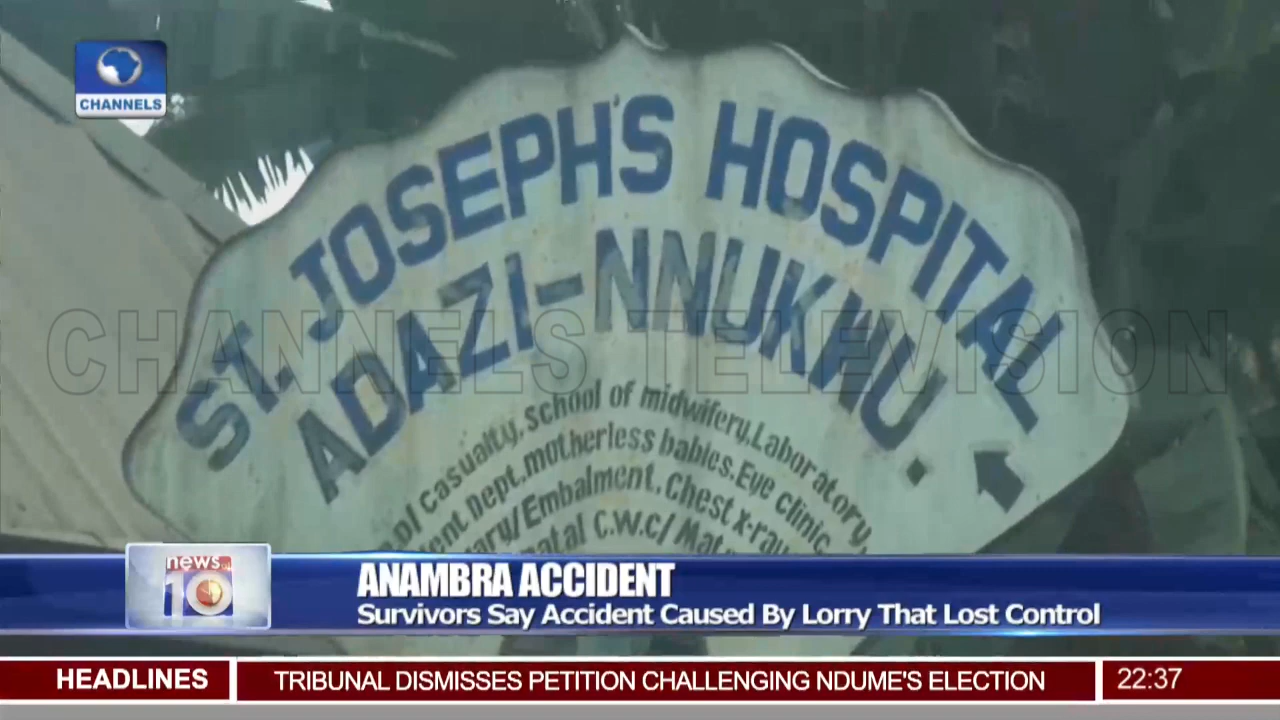 CHANNELS
ST. JOSEPH'S HOSPITAL
ADAZI-NNUKWU.
CHANNELS TELEVISION
casualty, School of midwifery, Laboratory,
Dept. motherless babies. Eye clinic
/Embalment. Chest x-ray
C.W.C/
news at
10
ANAMBRA ACCIDENT
Survivors Say Accident Caused By Lorry That Lost Control
HEADLINES
TRIBUNAL DISMISSES PETITION CHALLENGING NDUME'S ELECTION
22:37